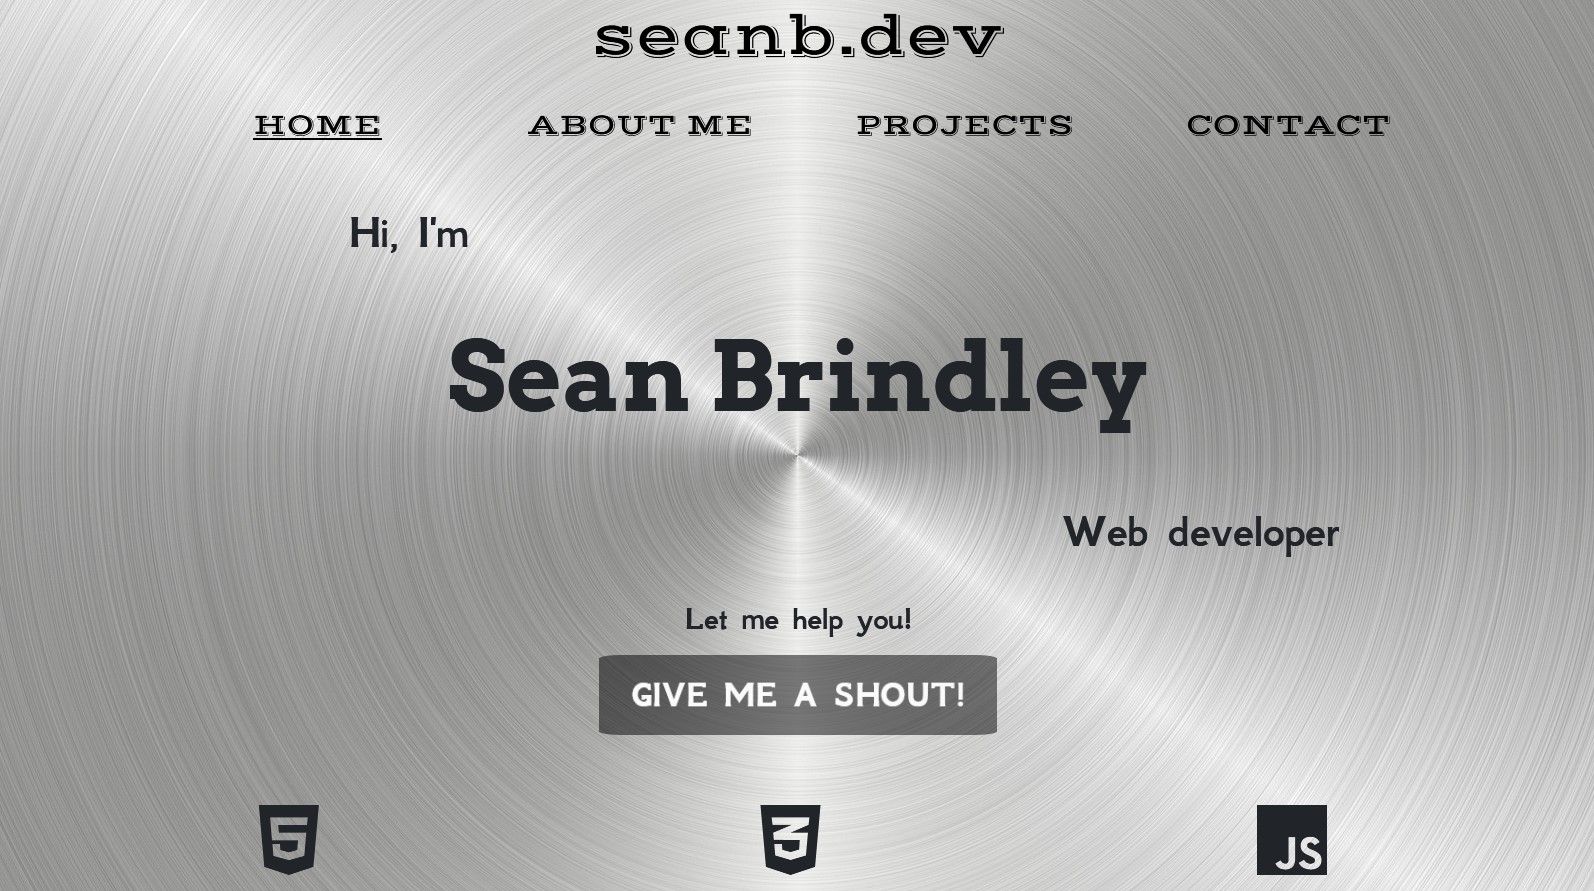 seanb.dev
HOME ABOUT ME PROJECTS CONTACT
Hi, I'm
Sean Brindley
Web developer
Let me help you!
GIVE ME A SHOUT!
5 3 JS